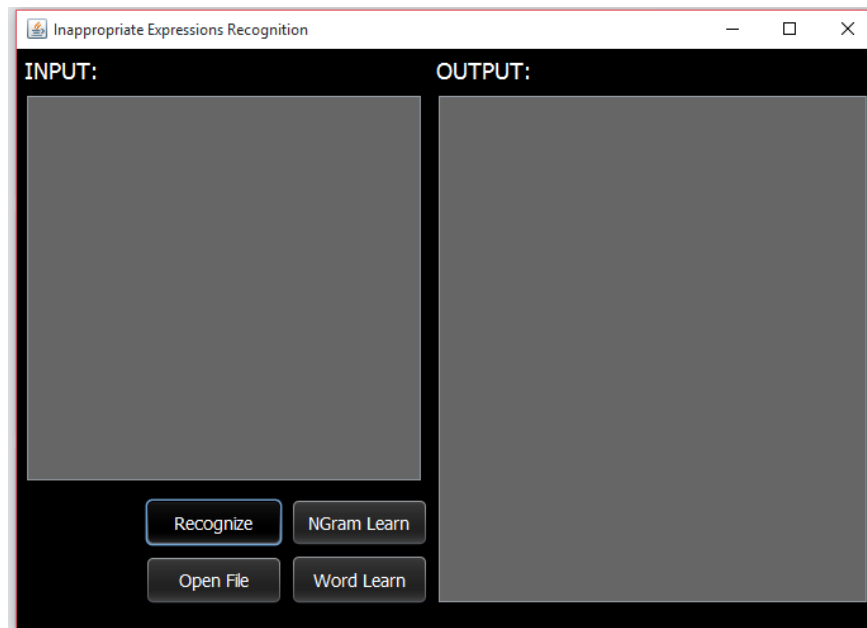 Inappropriate Expressions Recognition
INPUT:
OUTPUT:
Recognize
NGram Learn
Open File
Word Learn